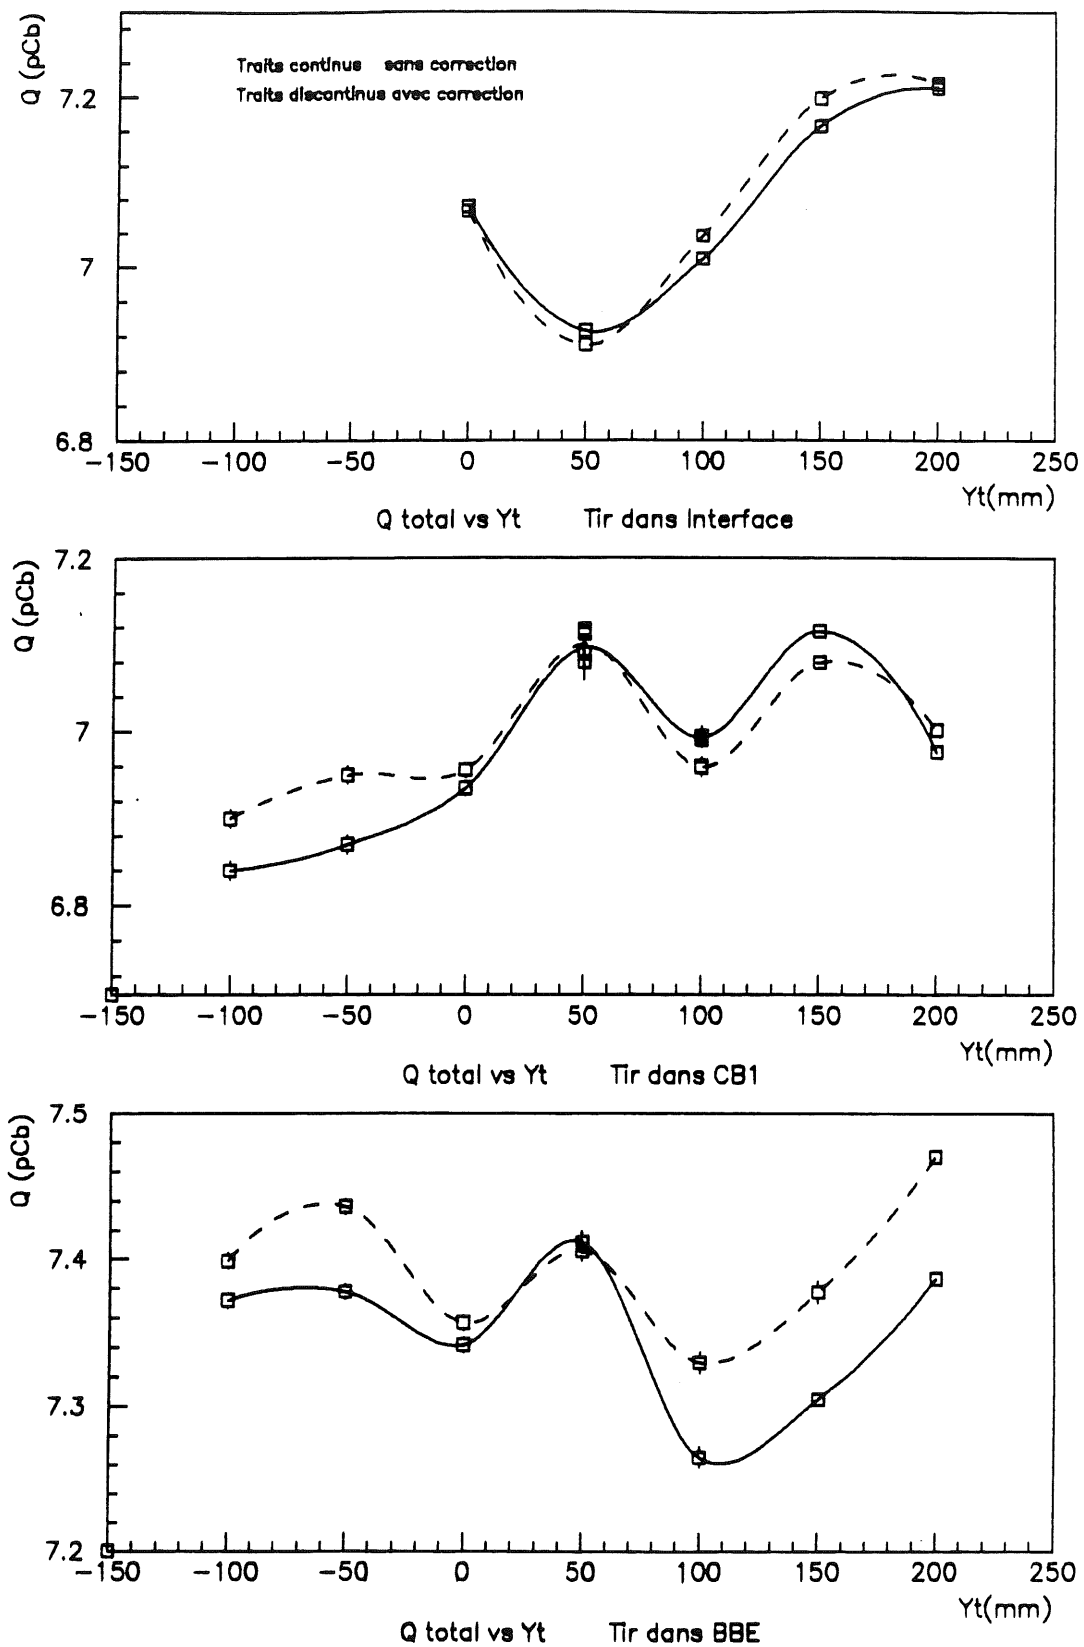 Q (pCb)
Traits continus sans correction
Traits discontinus avec correction
7.2
7
6.8
-150 -100 -50 0 50 100 150 200 250
Yt(mm)
Q total vs Yt Tir dans Interface
Q (pCb)
7.2
7
6.8
-150 -100 -50 0 50 100 150 200 250
Yt(mm)
Q total vs Yt Tir dans CB1
Q (pCb)
7.5
7.4
7.3
7.2
-150 -100 -50 0 50 100 150 200 250
Yt(mm)
Q total vs Yt Tir dans BBE